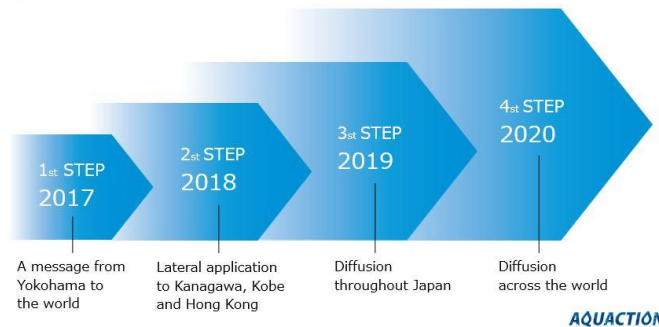 1st STEP
2017
2st STEP
2018
3st STEP
2019
4st STEP
2020
A message from
Yokohama to
the world
Lateral application
to Kanagawa, Kobe
and Hong Kong
Diffusion
throughout Japan
Diffusion
across the world
AQUACTION